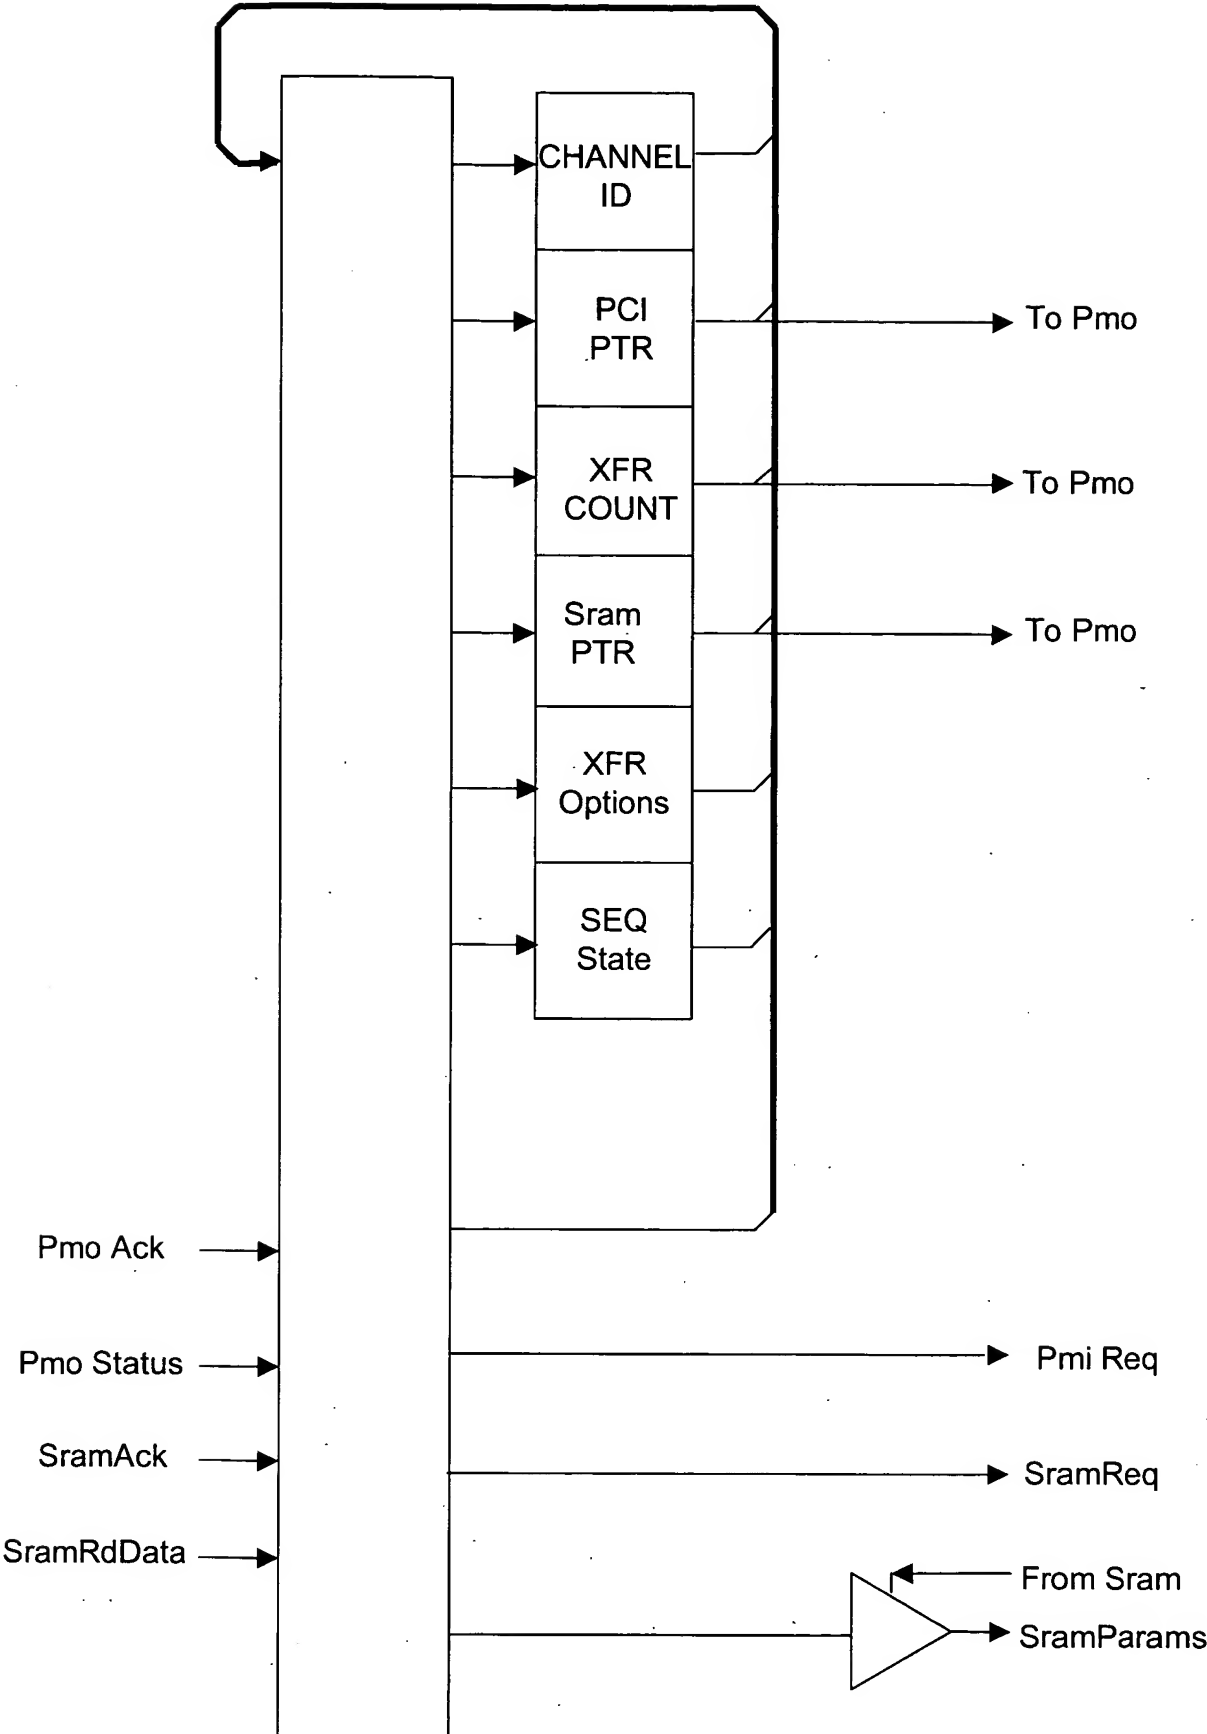 CHANNEL
ID
PCI
PTR
To Pmo
XFR
COUNT
To Pmo
Sram
PTR
To Pmo
XFR
Options
SEQ
State
Pmo Ack
Pmo Status
Pmi Req
SramAck
SramReq
SramRdData
From Sram
SramParams